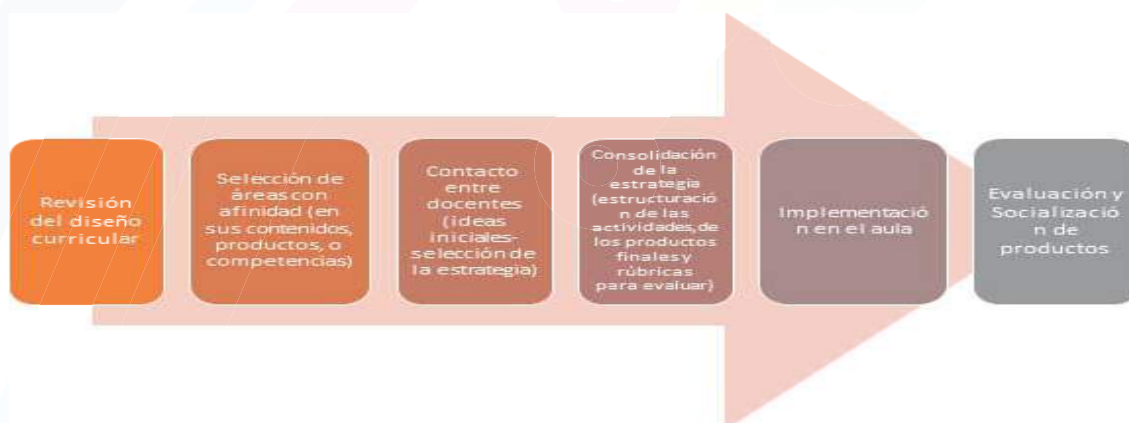 Revisión
del diseño
curricular
Selección de
áreas con
afinidad (en
sus contenidos,
productos, o
competencias)
Contacto
entre
docentes
(ideas
iniciales-
selección de
la estrategia)
Consolidación
de la
estrategia
(estructuració
n de las
actividades, de
los productos
finales y
rúbricas
para evaluar)
Implementació
n en el aula
Evaluación y
Socializació
n de
productos